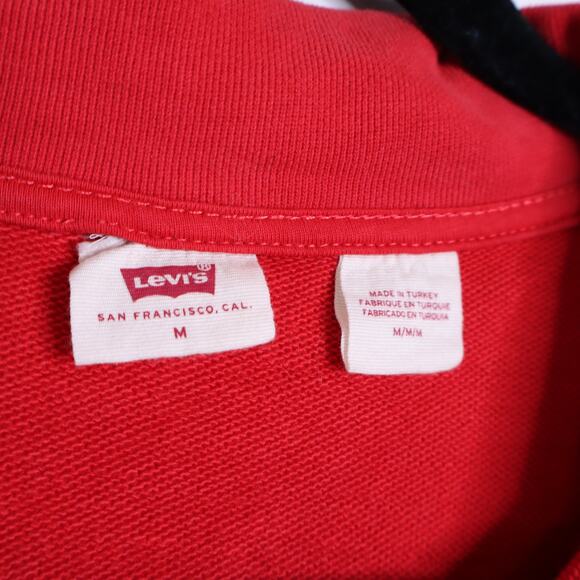 Levi's®
SAN FRANCISCO, CAL.
M
MADE IN TURKEY
FABRIQUE EN TURQUIE
FABRICADO EN TURQUIA
M/M/M